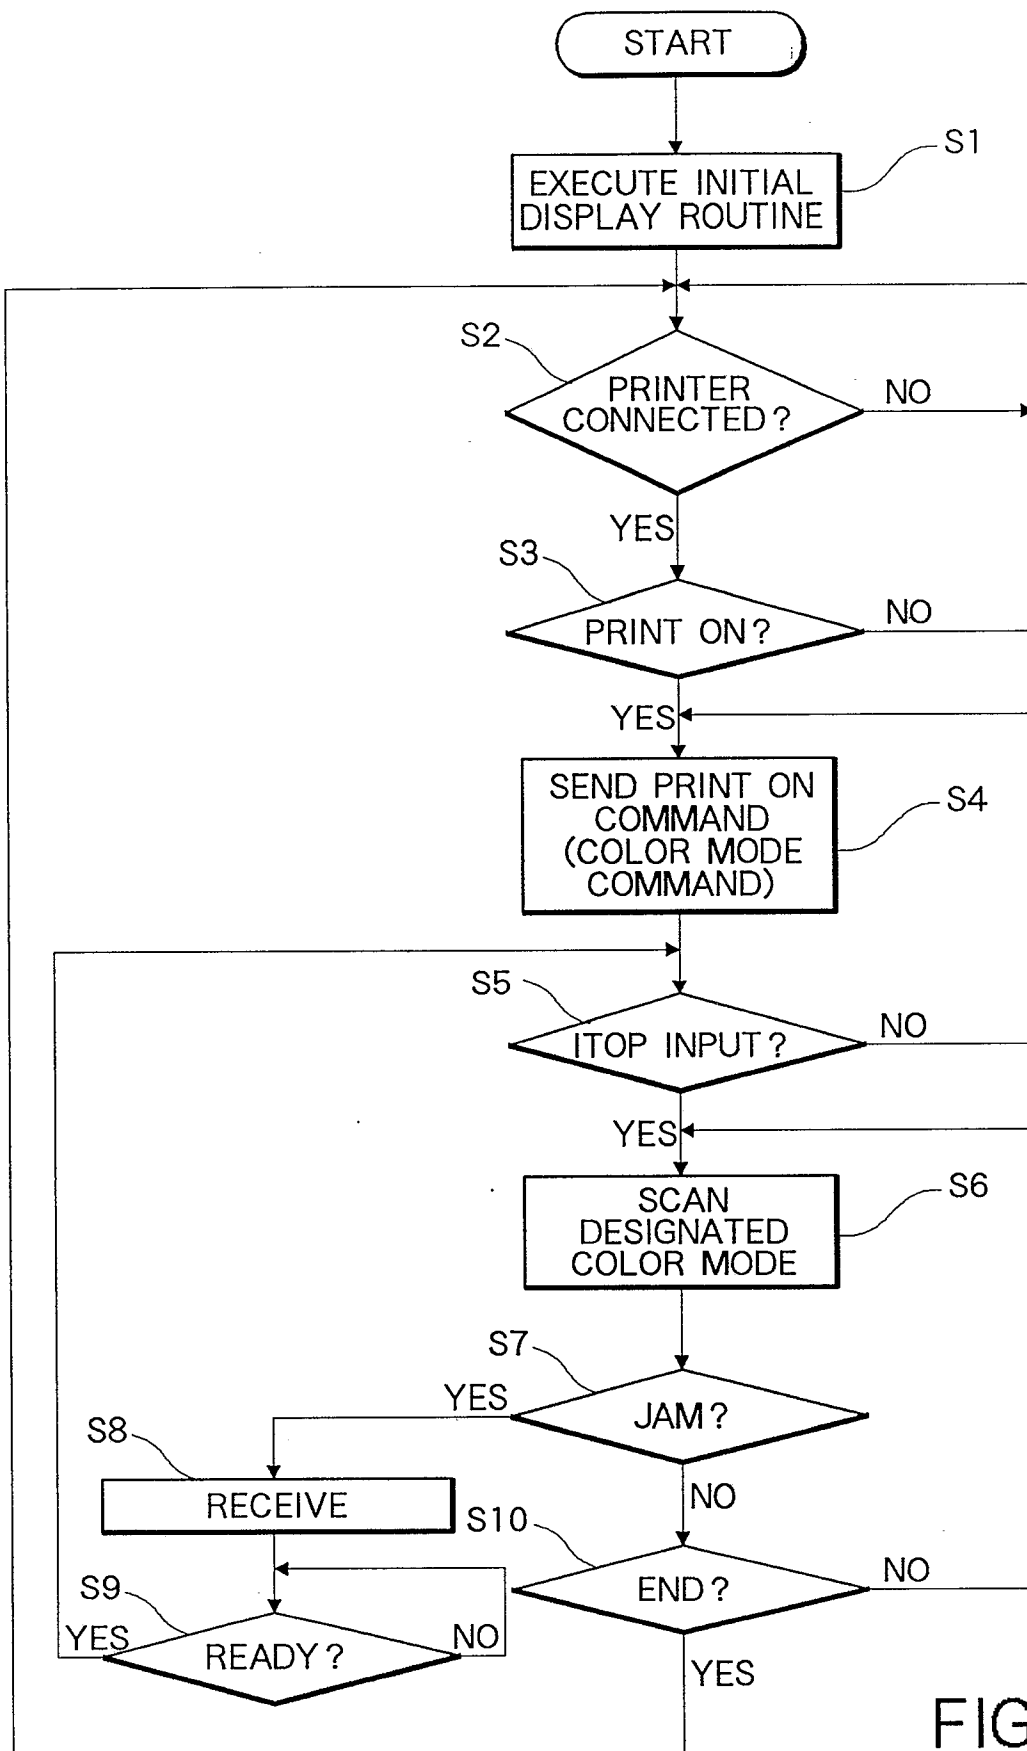 START
S1
EXECUTE INITIAL
DISPLAY ROUTINE
S2
PRINTER
CONNECTED?
NO
YES
S3
PRINT ON?
NO
YES
SEND PRINT ON
COMMAND
(COLOR MODE
COMMAND)
S4
S5
ITOP INPUT?
NO
YES
SCAN
DESIGNATED
COLOR MODE
S6
S7
YES
JAM?
S8
RECEIVE
NO
S10
END?
NO
S9
YES
READY?
NO
YES
FIG